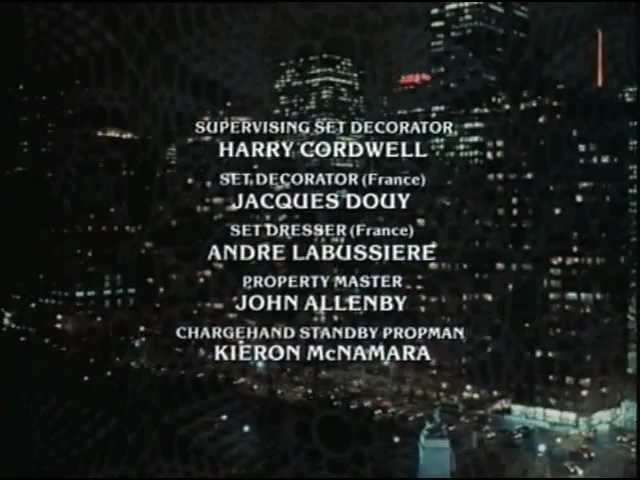 SUPERVISING SET DECORATOR
HARRY CORDWELL
SET DECORATOR (France)
JACQUES DOUY
SET DRESSER (France)
ANDRE LABUSSIERE
PROPERTY MASTER
JOHN ALLENBY
CHARGEHAND STANDBY PROPMAN
KIERON McNAMARA